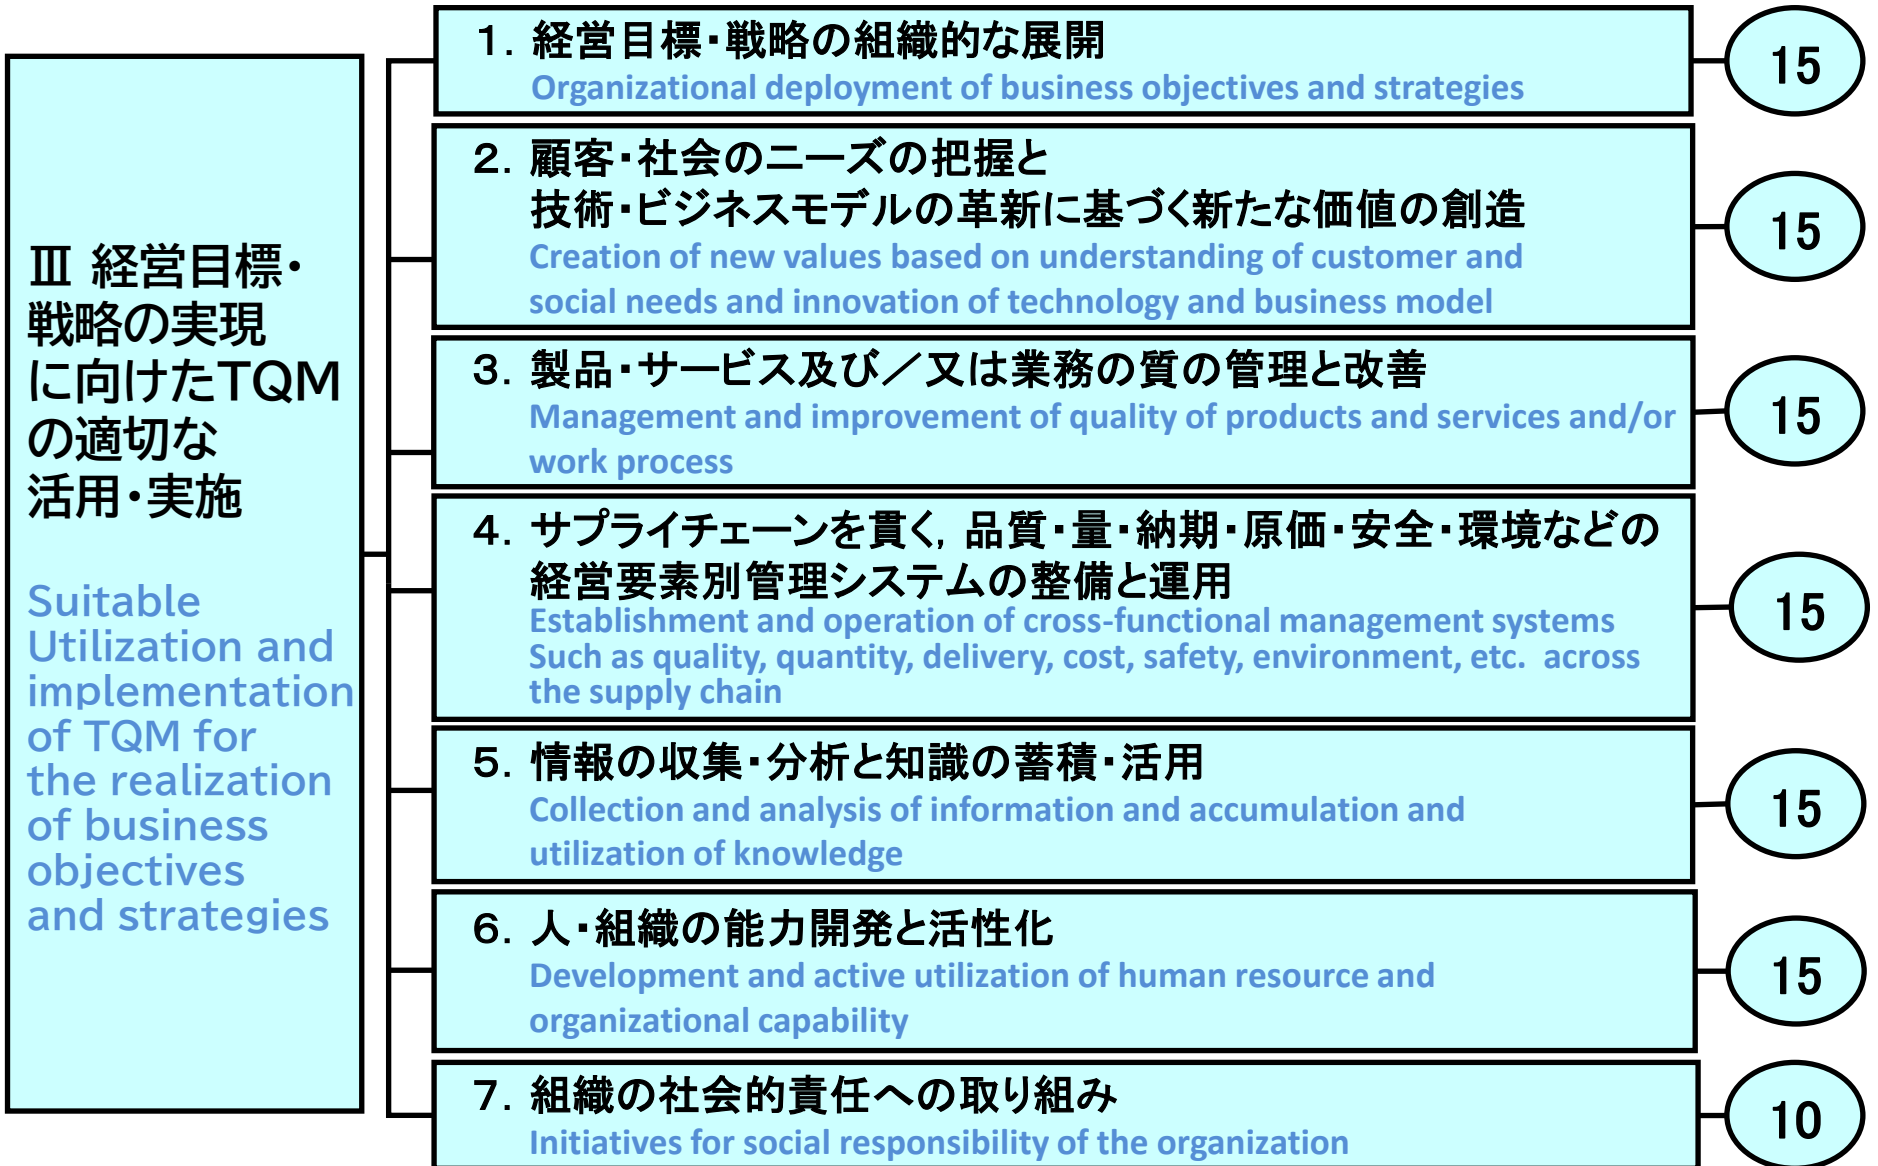 Ⅲ 経営目標・
戦略の実現
に向けたTQM
の適切な
活用・実施
Suitable
Utilization and
implementation
of TQM for
the realization
of business
objectives
and strategies
1. 経営目標・戦略の組織的な展開
Organizational deployment of business objectives and strategies
15
2. 顧客・社会のニーズの把握と
技術・ビジネスモデルの革新に基づく新たな価値の創造
Creation of new values based on understanding of customer and
social needs and innovation of technology and business model
15
3. 製品・サービス及び／又は業務の質の管理と改善
Management and improvement of quality of products and services and/or
work process
15
4. サプライチェーンを貫く, 品質・量・納期・原価・安全・環境などの
経営要素別管理システムの整備と運用
Establishment and operation of cross-functional management systems
Such as quality, quantity, delivery, cost, safety, environment, etc. across
the supply chain
15
5. 情報の収集・分析と知識の蓄積・活用
Collection and analysis of information and accumulation and
utilization of knowledge
15
6. 人・組織の能力開発と活性化
Development and active utilization of human resource and
organizational capability
15
7. 組織の社会的責任への取り組み
Initiatives for social responsibility of the organization
10